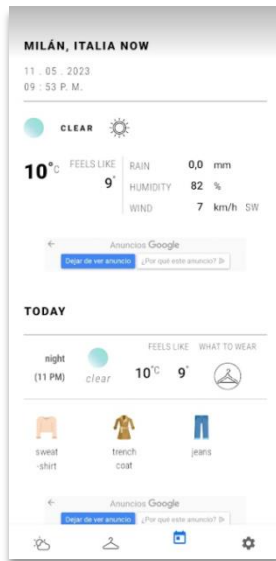 MILÁN, ITALIA NOW
11 . 05 . 2023
09 : 53 P. M.
CLEAR
10°C FEELS LIKE 9° RAIN 0,0 mm
HUMIDITY 82 %
WIND 7 km/h SW
Anuncios Google
Dejar de ver anuncio ¿Por qué este anuncio?
TODAY
FEELS LIKE WHAT TO WEAR
night (11 PM) clear 10°C 9°
sweat -shirt trench coat jeans
Anuncios Google
Dejar de ver anuncio ¿Por qué este anuncio?